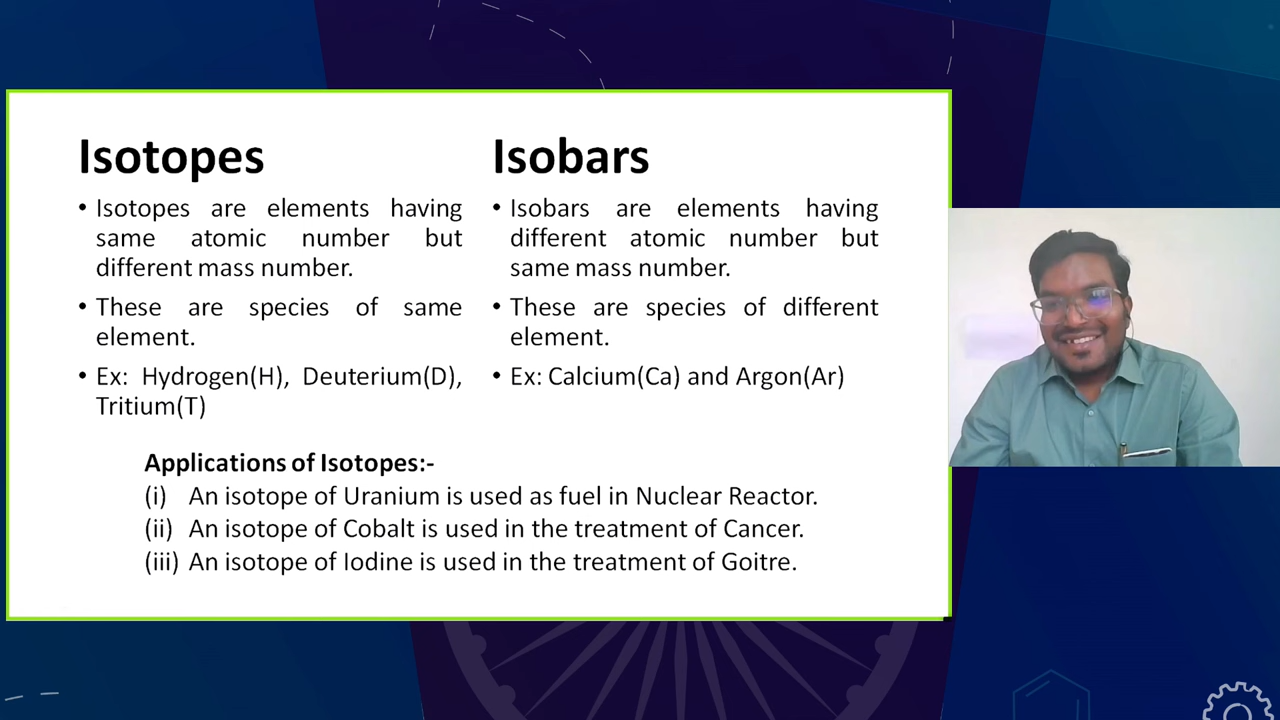 Isotopes
• Isotopes are elements having
same atomic number but
different mass number.
• These are species of same
element.
• Ex: Hydrogen(H), Deuterium(D),
Tritium(T)
Isobars
• Isobars are elements having
different atomic number but
same mass number.
• These are species of different
element.
• Ex: Calcium(Ca) and Argon(Ar)
Applications of Isotopes:-
(i) An isotope of Uranium is used as fuel in Nuclear Reactor.
(ii) An isotope of Cobalt is used in the treatment of Cancer.
(iii) An isotope of Iodine is used in the treatment of Goitre.